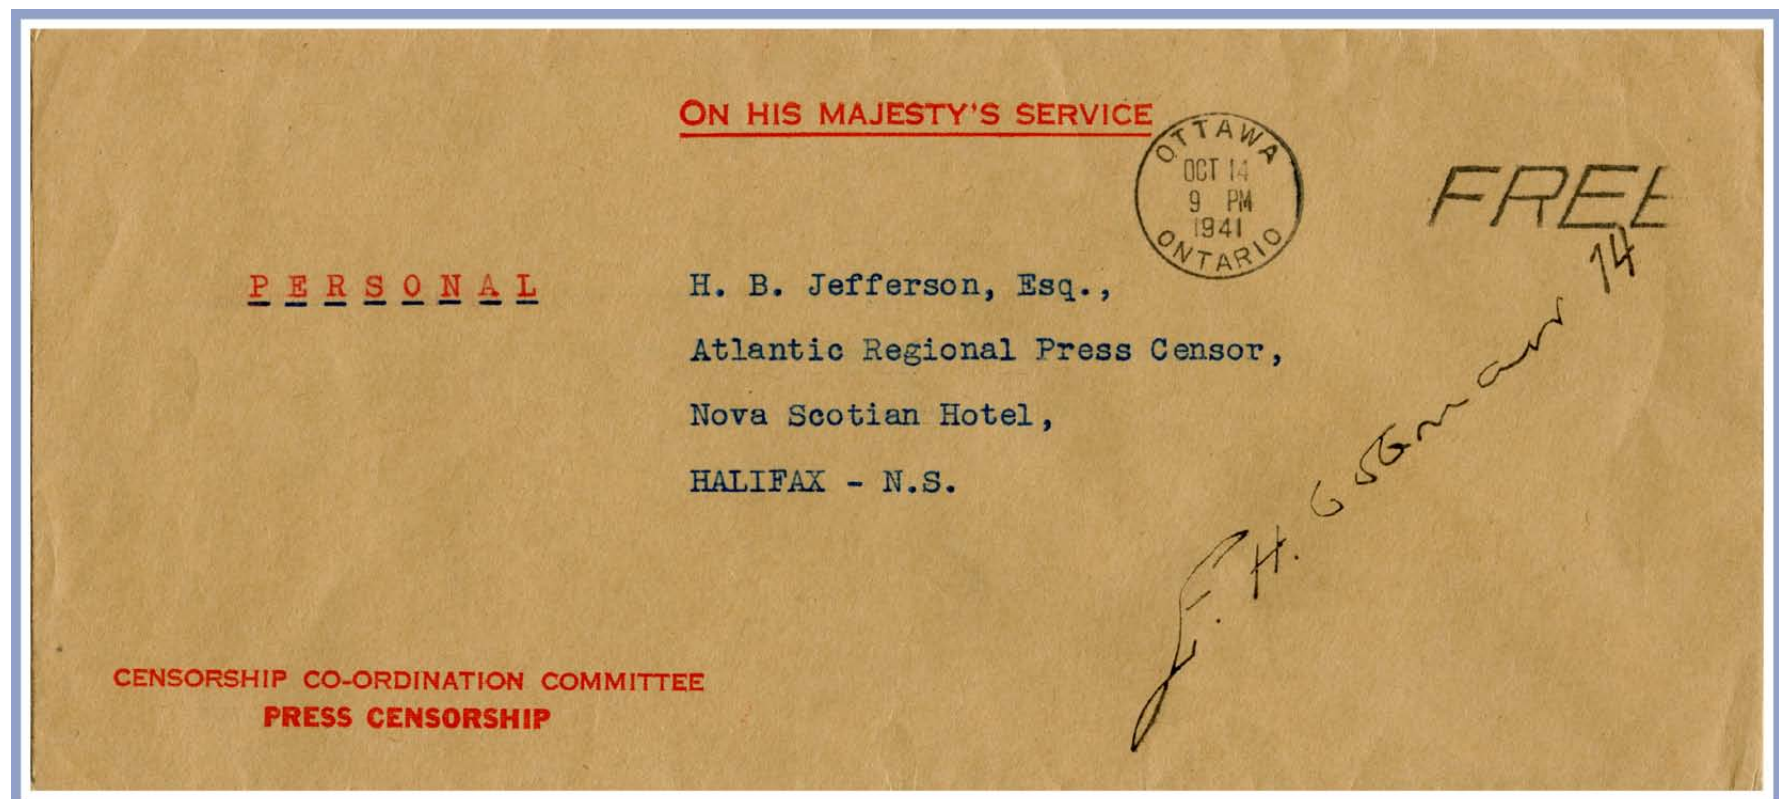 ON HIS MAJESTY'S SERVICE
OTTAWA
OCT 14
9 PM
1941
ONTARIO
FREE
14
PERSONAL
H. B. Jefferson, Esq.,
Atlantic Regional Press Censor,
Nova Scotian Hotel,
HALIFAX - N.S.
H.
CENSORSHIP CO-ORDINATION COMMITTEE
PRESS CENSORSHIP